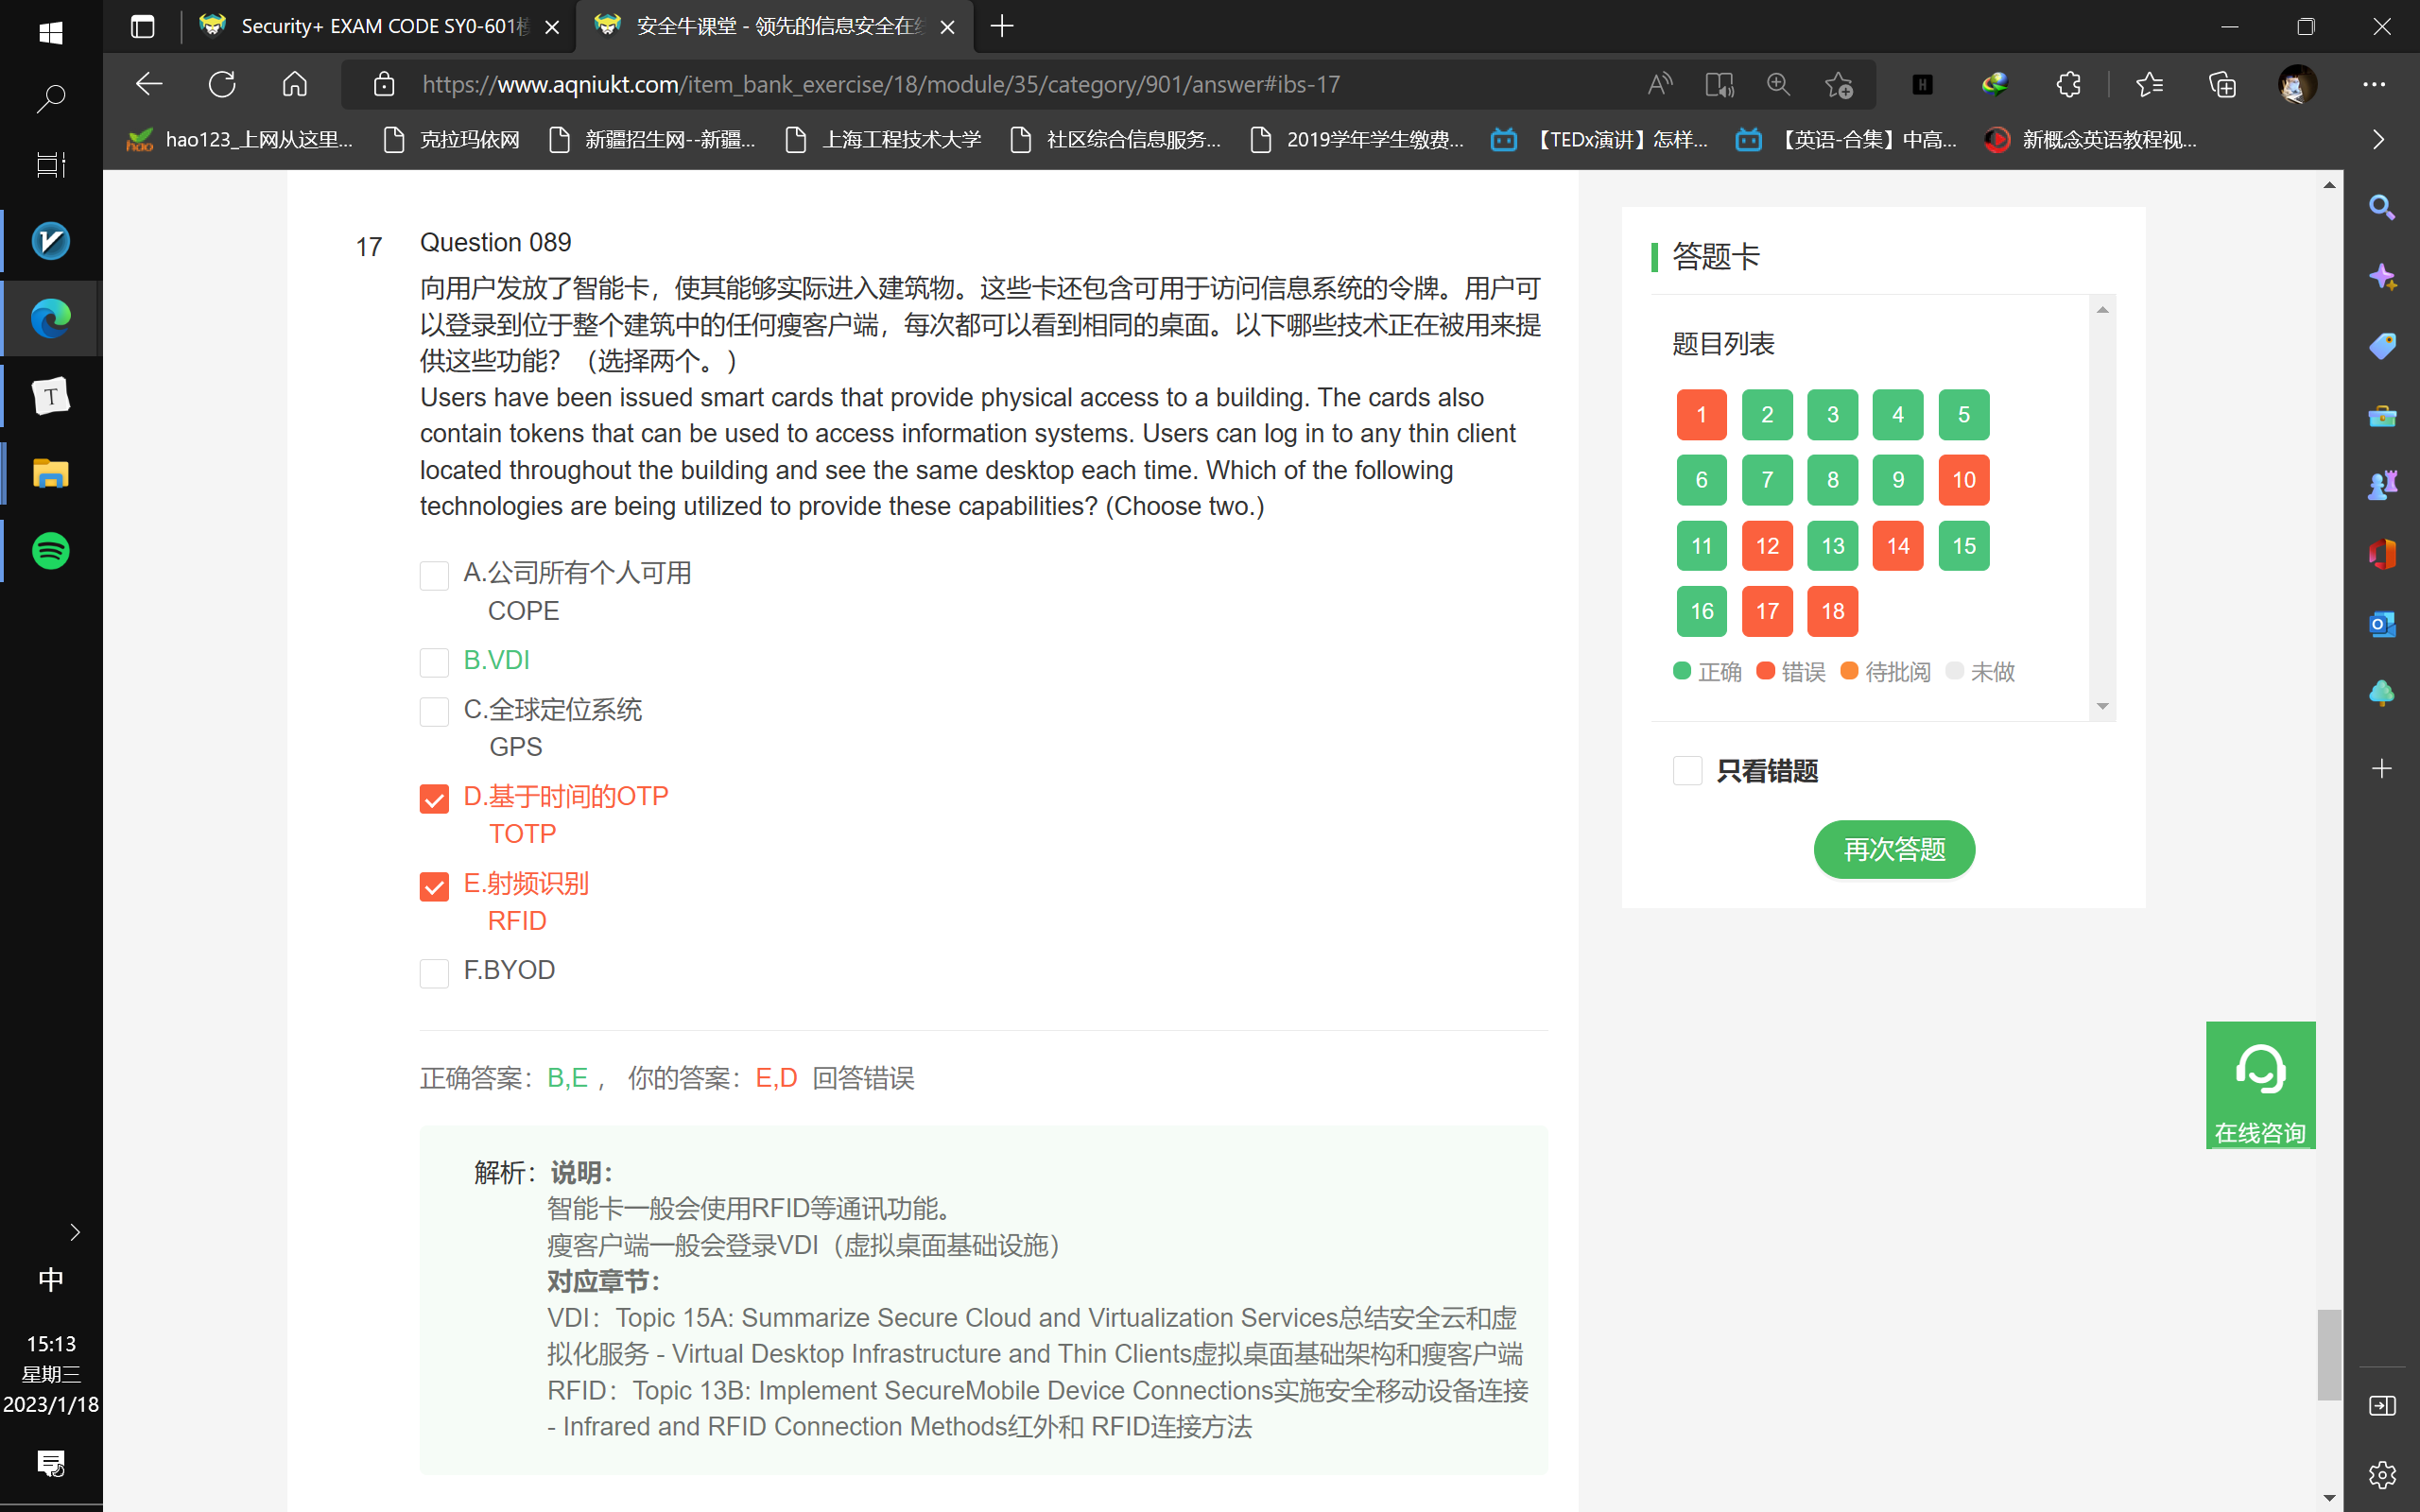 Security+ EXAM CODE SY0-601
安全牛课堂 - 领先的信息安全在
https://www.aqniukt.com/item_bank_exercise/18/module/35/category/901/answer#ibs-17
hao123_上网从这里...
克拉玛依网
新疆招生网--新疆...
上海工程技术大学
社区综合信息服务...
2019学年学生缴费...
【TEDx演讲】怎样...
【英语-合集】中高...
新概念英语教程视...
17
Question 089
向用户发放了智能卡，使其能够实际进入建筑物。这些卡还包含可用于访问信息系统的令牌。用户可
以登录到位于整个建筑中的任何瘦客户端，每次都可以看到相同的桌面。以下哪些技术正在被用来提
供这些功能？（选择两个。）
Users have been issued smart cards that provide physical access to a building. The cards also
contain tokens that can be used to access information systems. Users can log in to any thin client
located throughout the building and see the same desktop each time. Which of the following
technologies are being utilized to provide these capabilities? (Choose two.)
A.公司所有个人可用
COPE
B.VDI
C.全球定位系统
GPS
D.基于时间的OTP
TOTP
E.射频识别
RFID
F.BYOD
正确答案：B,E ， 你的答案：E,D 回答错误
解析：说明：
智能卡一般会使用RFID等通讯功能。
瘦客户端一般会登录VDI（虚拟桌面基础设施）
对应章节：
VDI：Topic 15A: Summarize Secure Cloud and Virtualization Services总结安全云和虚
拟化服务 - Virtual Desktop Infrastructure and Thin Clients虚拟桌面基础架构和瘦客户端
RFID：Topic 13B: Implement SecureMobile Device Connections实施安全移动设备连接
- Infrared and RFID Connection Methods红外和 RFID连接方法
答题卡
题目列表
1 2 3 4 5
6 7 8 9 10
11 12 13 14 15
16 17 18
正确 错误 待批阅 未做
只看错题
再次答题
在线咨询
中
15:13
星期三
2023/1/18